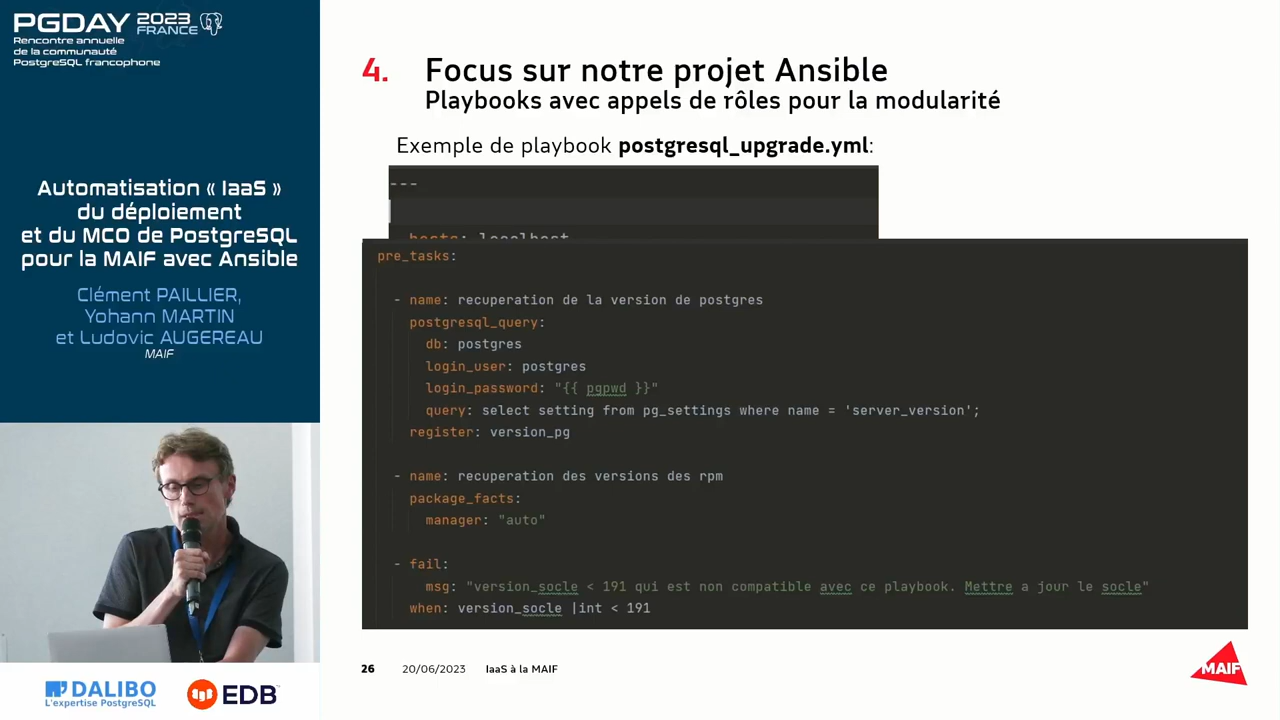 PGDAY 2023 FRANCE
Rencontre annuelle
de la communauté
PostgreSQL francophone
Automatisation « IaaS »
du déploiement
et du MCO de PostgreSQL
pour la MAIF avec Ansible
Clément PAILLIER,
Yohann MARTIN
et Ludovic AUGEREAU
MAIF
DALIBO
L'expertise PostgreSQL
EDB
4. Focus sur notre projet Ansible
Playbooks avec appels de rôles pour la modularité
Exemple de playbook postgresql_upgrade.yml:
---
hosts: localhost
pre_tasks:
- name: recuperation de la version de postgres
postgresql_query:
db: postgres
login_user: postgres
login_password: "{{ pgpwd }}"
query: select setting from pg_settings where name = 'server_version';
register: version_pg
- name: recuperation des versions des rpm
package_facts:
manager: "auto"
- fail:
msg: "version_socle < 191 qui est non compatible avec ce playbook. Mettre a jour le socle"
when: version_socle |int < 191
26 20/06/2023 IaaS à la MAIF
MAIF